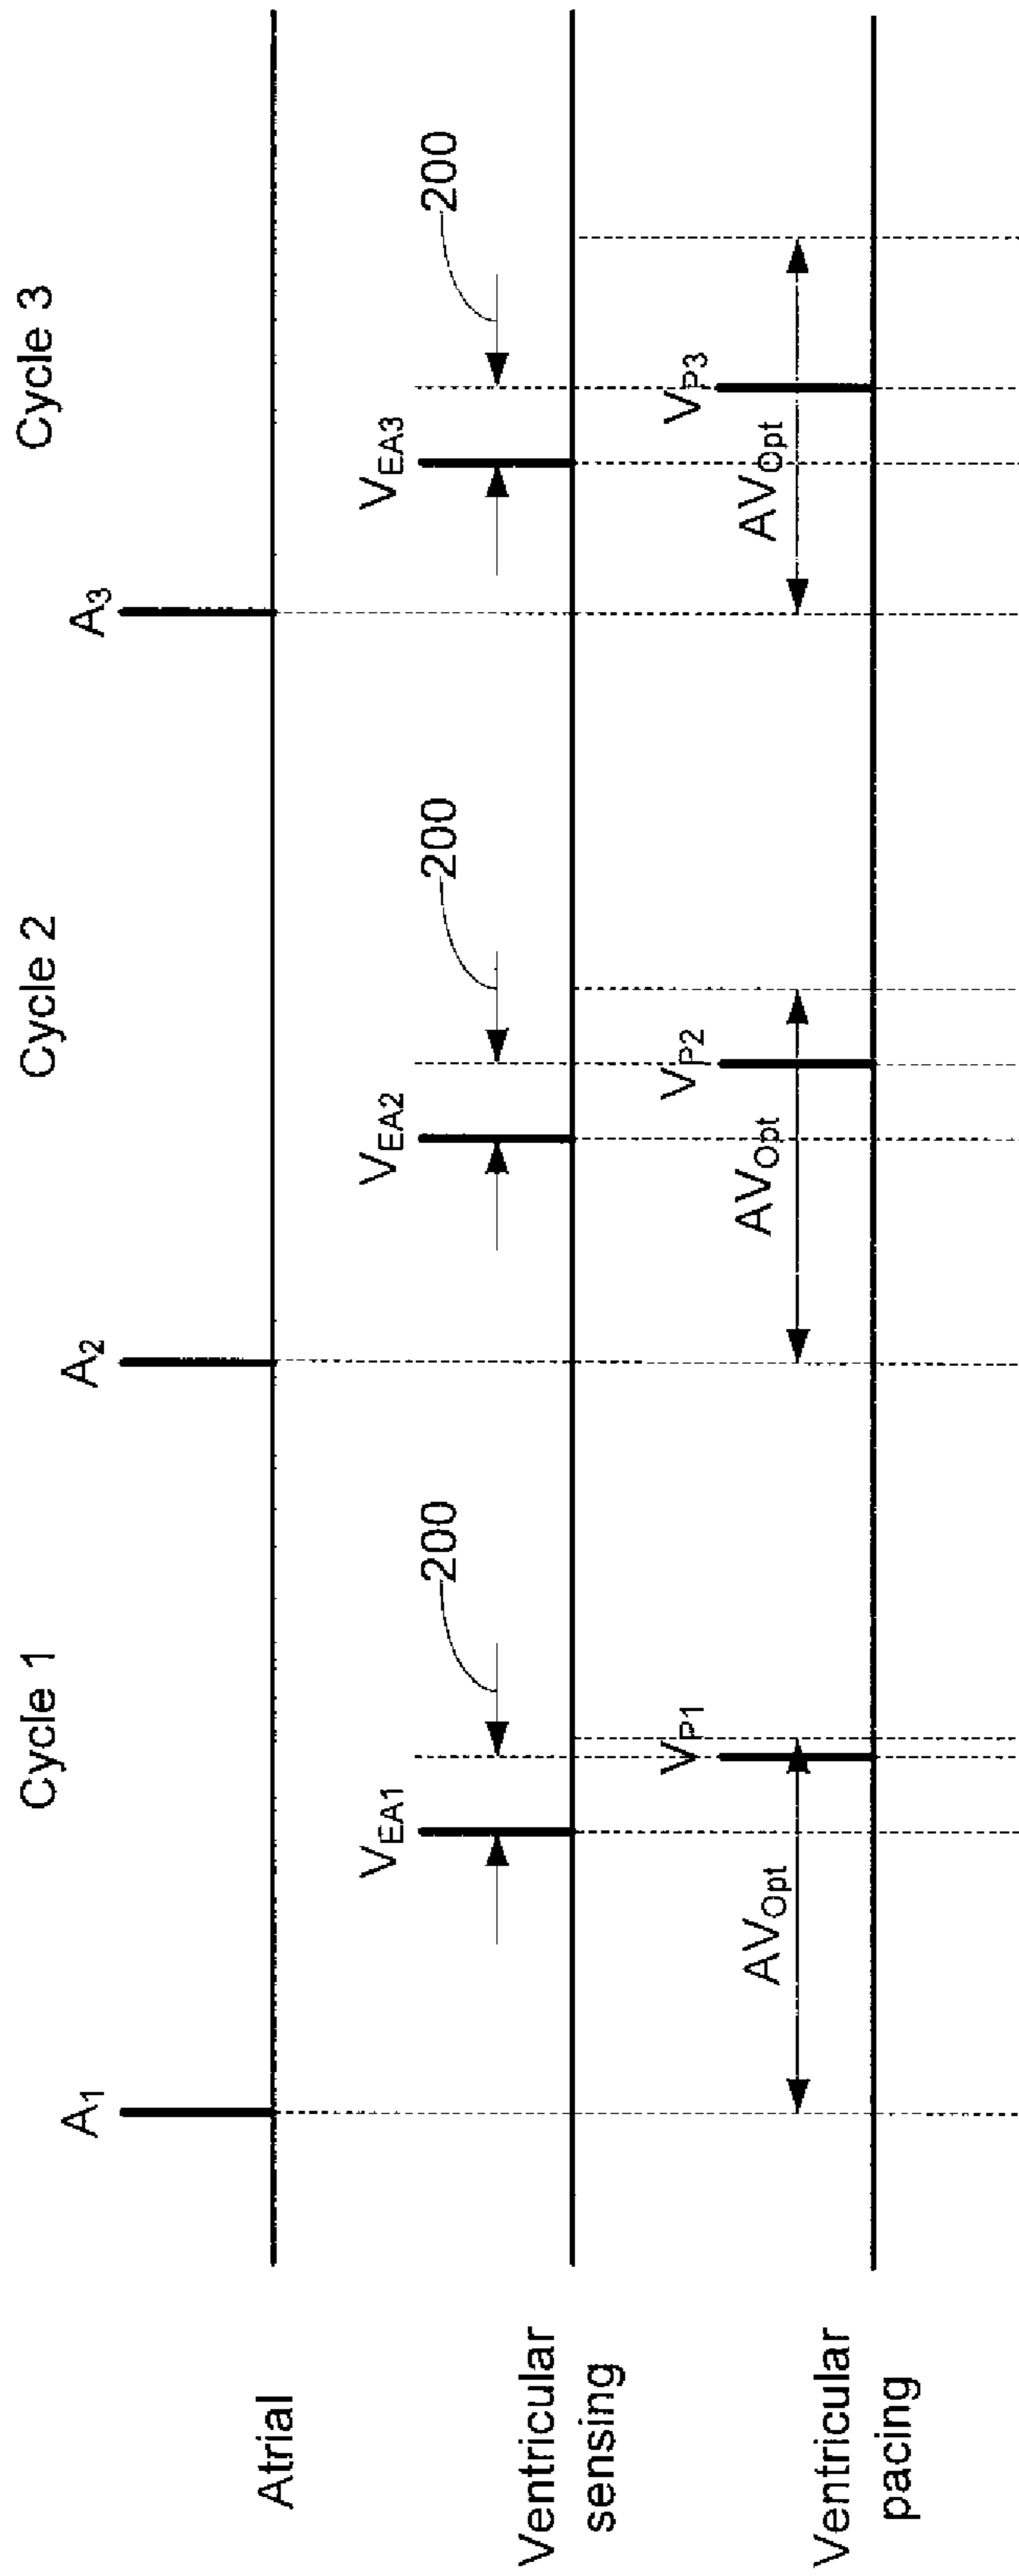 Cycle 1
Cycle 2
Cycle 3
A1
A2
A3
Atrial
VEA1
200
VEA2
200
VEA3
200
Ventricular
sensing
AVOpt
VP1
AVOpt
VP2
AVOpt
VP3
Ventricular
pacing